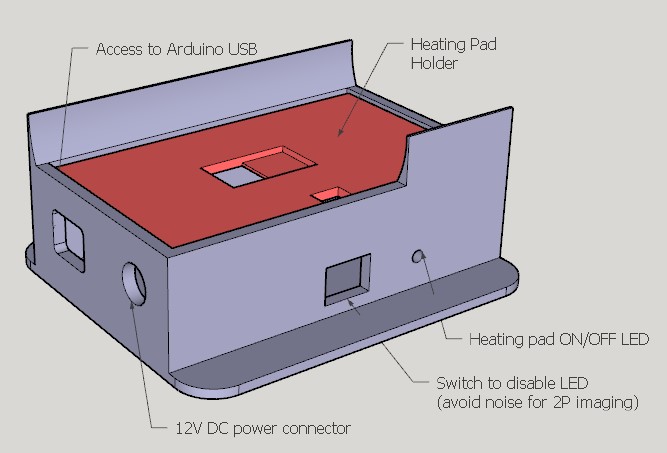 Access to Arduino USB
Heating Pad
Holder
Heating pad ON/OFF LED
Switch to disable LED
(avoid noise for 2P imaging)
12V DC power connector